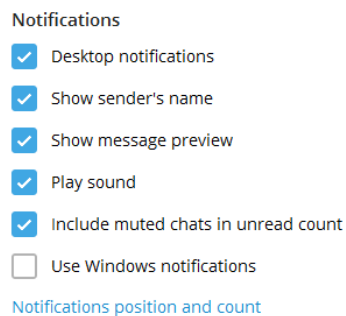 Notifications
Desktop notifications
Show sender's name
Show message preview
Play sound
Include muted chats in unread count
Use Windows notifications
Notifications position and count